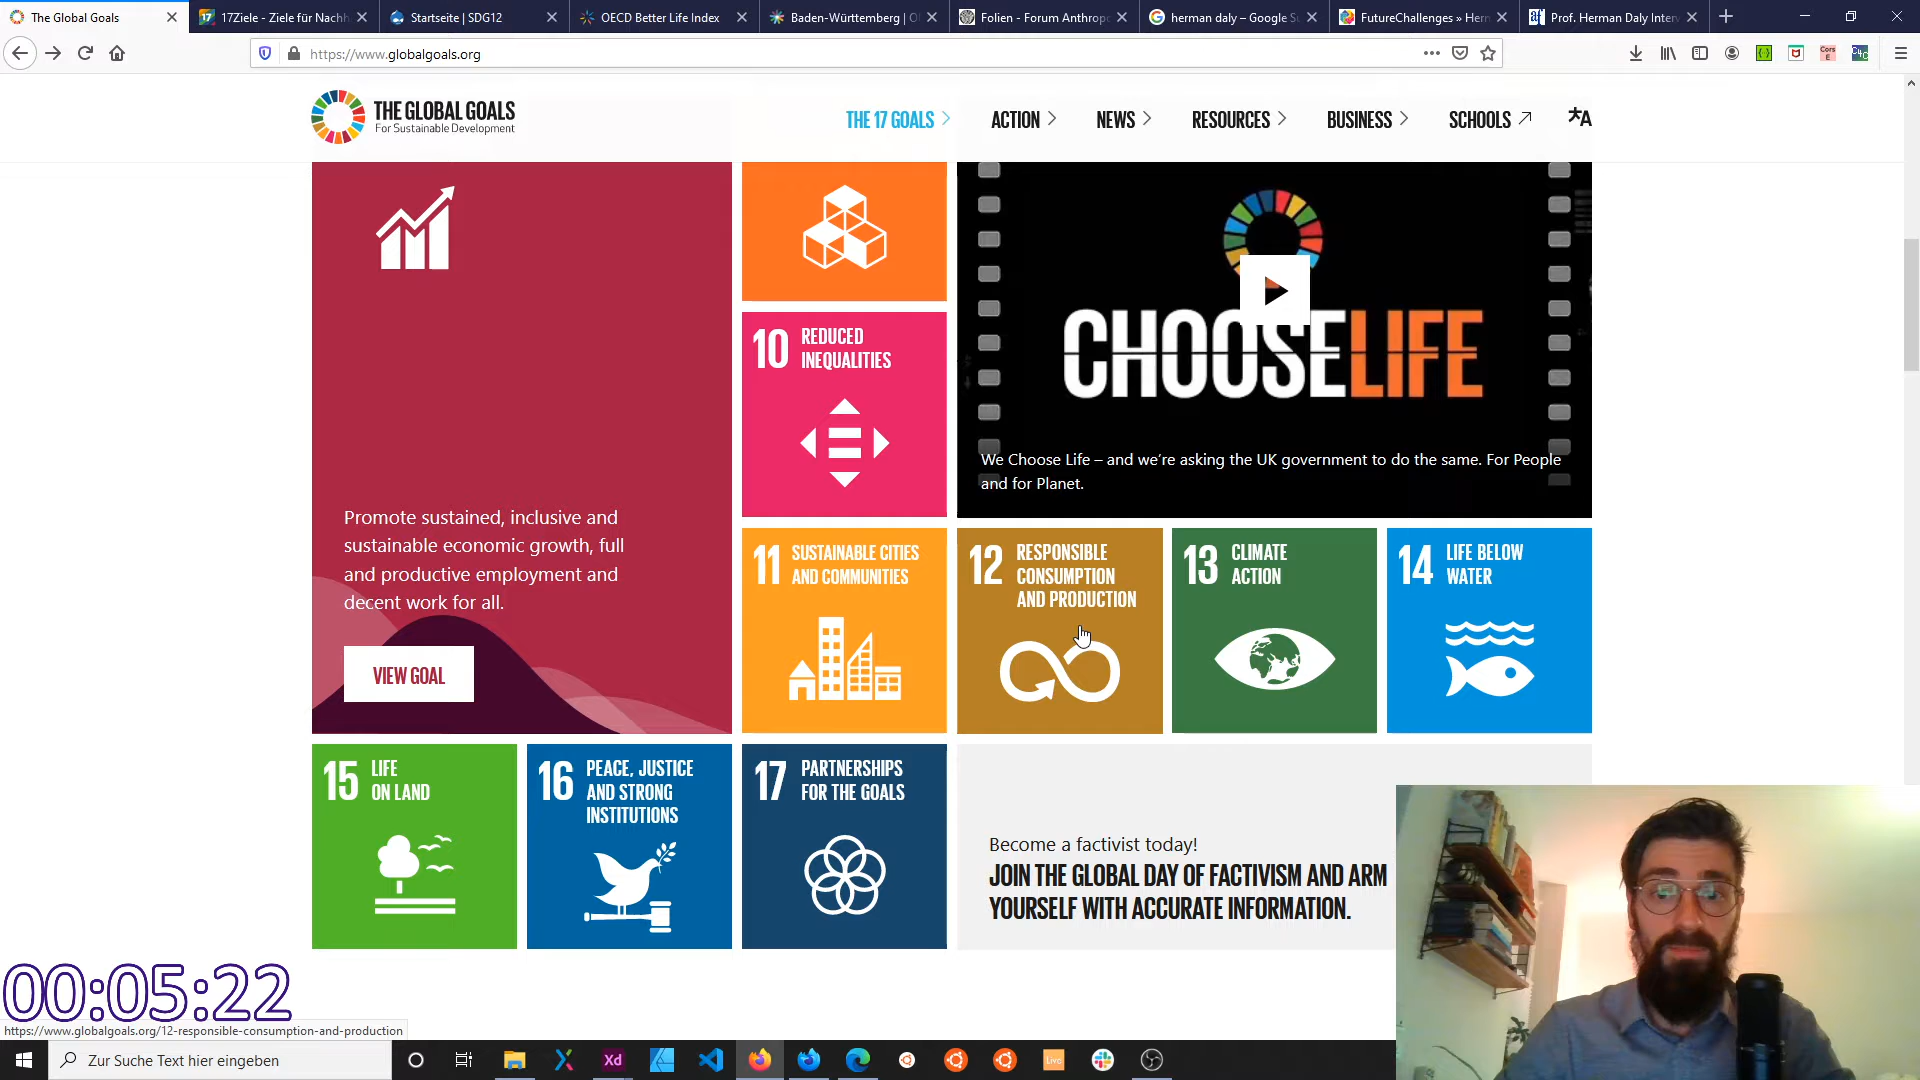 The Global Goals
17Ziele - Ziele für Nachh
Startseite | SDG12
OECD Better Life Index
Baden-Württemberg | O
Folien - Forum Anthropo
herman daly – Google Su
FutureChallenges » Herm
Prof. Herman Daly Interv
https://www.globalgoals.org
THE GLOBAL GOALS
For Sustainable Development
THE 17 GOALS
ACTION
NEWS
RESOURCES
BUSINESS
SCHOOLS
Promote sustained, inclusive and
sustainable economic growth, full
and productive employment and
decent work for all.
VIEW GOAL
10 REDUCED
INEQUALITIES
CHOOSELIFE
We Choose Life – and we're asking the UK government to do the same. For People
and for Planet.
11 SUSTAINABLE CITIES
AND COMMUNITIES
12 RESPONSIBLE
CONSUMPTION
AND PRODUCTION
13 CLIMATE
ACTION
14 LIFE BELOW
WATER
15 LIFE
ON LAND
16 PEACE, JUSTICE
AND STRONG
INSTITUTIONS
17 PARTNERSHIPS
FOR THE GOALS
Become a factivist today!
JOIN THE GLOBAL DAY OF FACTIVISM AND ARM
YOURSELF WITH ACCURATE INFORMATION.
00:05:22
https://www.globalgoals.org/12-responsible-consumption-and-production
Zur Suche Text hier eingeben
Xd